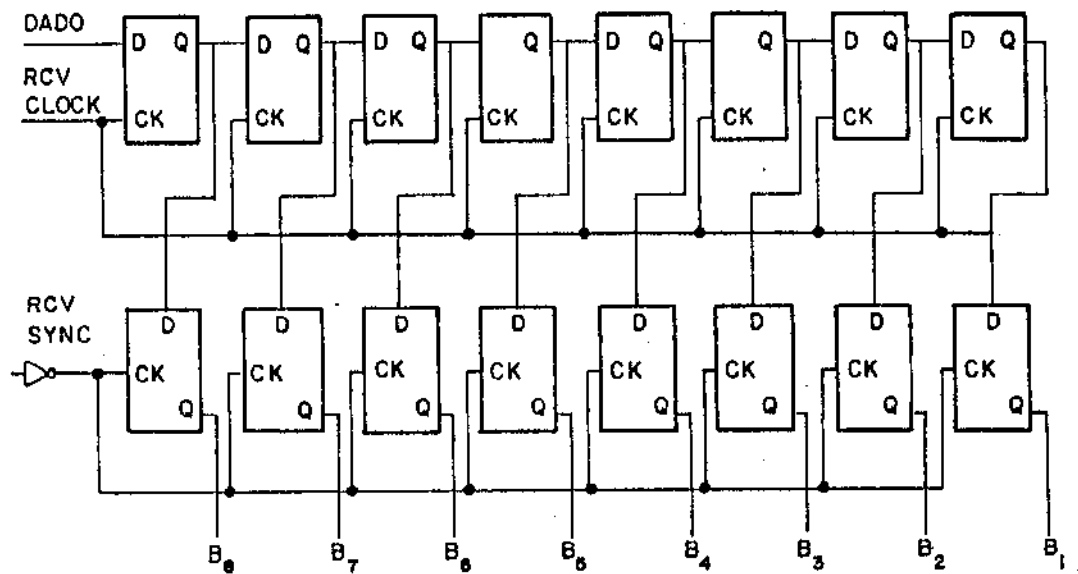 DADO D Q D Q D Q Q D Q Q D Q D Q
RCV
CLOCK CK CK CK CK CK CK CK CK
RCV
SYNC D D D D D D D D
CK CK CK CK CK CK CK CK
Q Q Q Q Q Q Q Q
B₈ B₇ B₆ B₅ B₄ B₃ B₂ B₁